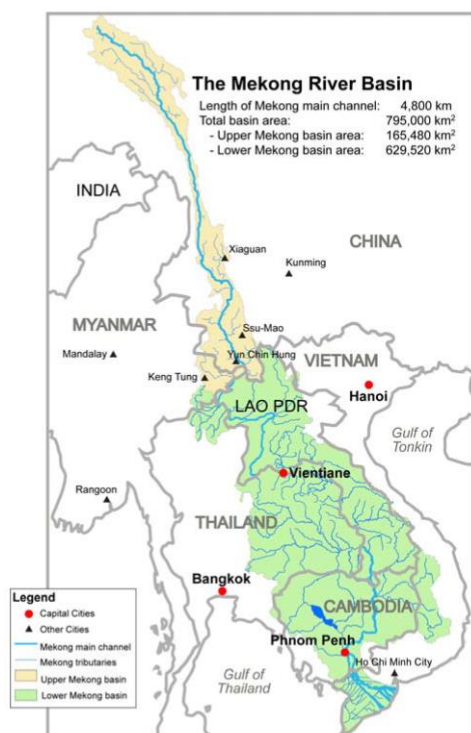 The Mekong River Basin
Length of Mekong main channel: 4,800 km
Total basin area: 795,000 km²
- Upper Mekong basin area: 165,480 km²
- Lower Mekong basin area: 629,520 km²
INDIA
CHINA
Xiaguan
Kunming
MYANMAR
Ssu-Mao
Mandalay
Yun Chin Hung
VIETNAM
Keng Tung
Hanoi
LAO PDR
Gulf of
Tonkin
Vientiane
Rangoon
THAILAND
Bangkok
CAMBODIA
Phnom Penh
Ho Chi Minh City
Gulf of
Thailand
Legend
Capital Cities
Other Cities
Mekong main channel
Mekong tributaries
Upper Mekong basin
Lower Mekong basin